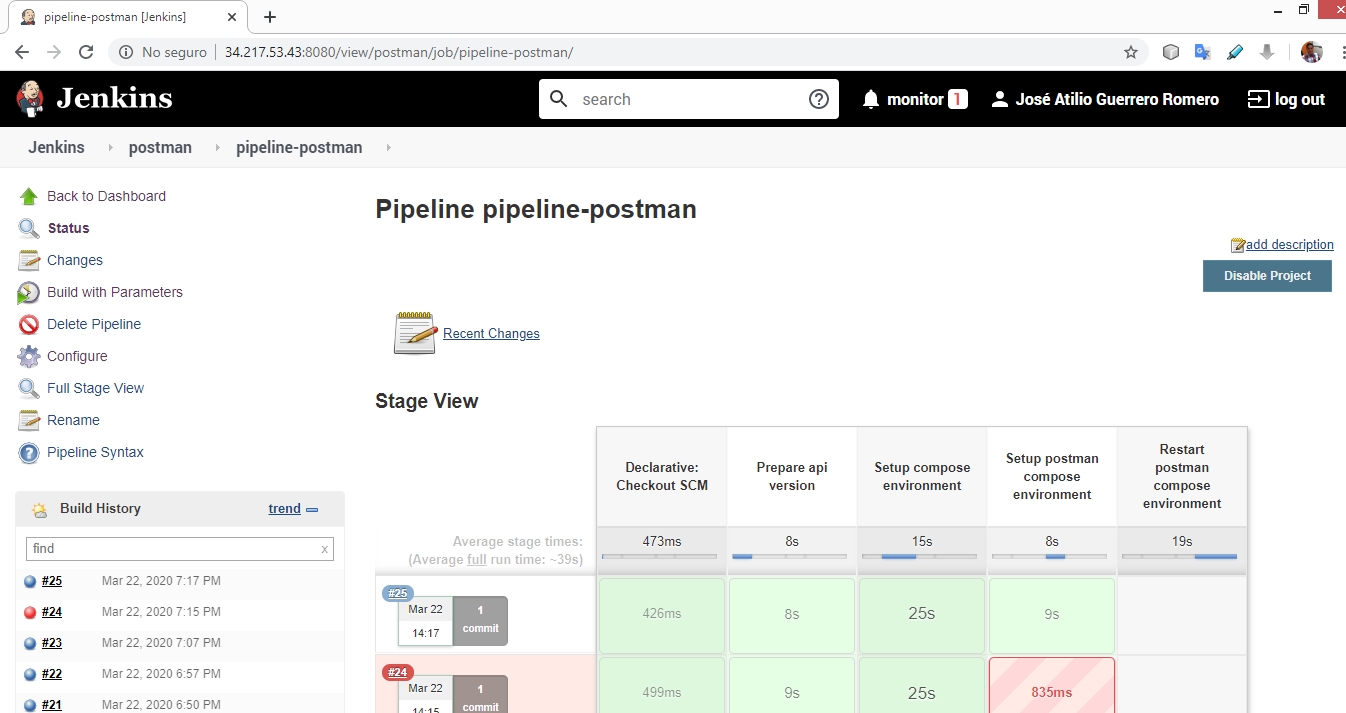 pipeline-postman [Jenkins]
No seguro
34.217.53.43:8080/view/postman/job/pipeline-postman/
Jenkins
search
monitor 1
José Atilio Guerrero Romero
log out
Jenkins
postman
pipeline-postman
Back to Dashboard
Status
Changes
Build with Parameters
Delete Pipeline
Configure
Full Stage View
Rename
Pipeline Syntax
Build History
trend
find
x
#25 Mar 22, 2020 7:17 PM
#24 Mar 22, 2020 7:15 PM
#23 Mar 22, 2020 7:07 PM
#22 Mar 22, 2020 6:57 PM
#21 Mar 22, 2020 6:50 PM
Pipeline pipeline-postman
add description
Disable Project
Recent Changes
Stage View
Declarative:
Checkout SCM
Prepare api
version
Setup compose
environment
Setup postman
compose
environment
Restart
postman
compose
environment
Average stage times:
(Average full run time: ~39s)
473ms
8s
15s
8s
19s
#25
Mar 22
14:17
1
commit
426ms
8s
25s
9s
#24
Mar 22
14:15
1
commit
499ms
9s
25s
835ms